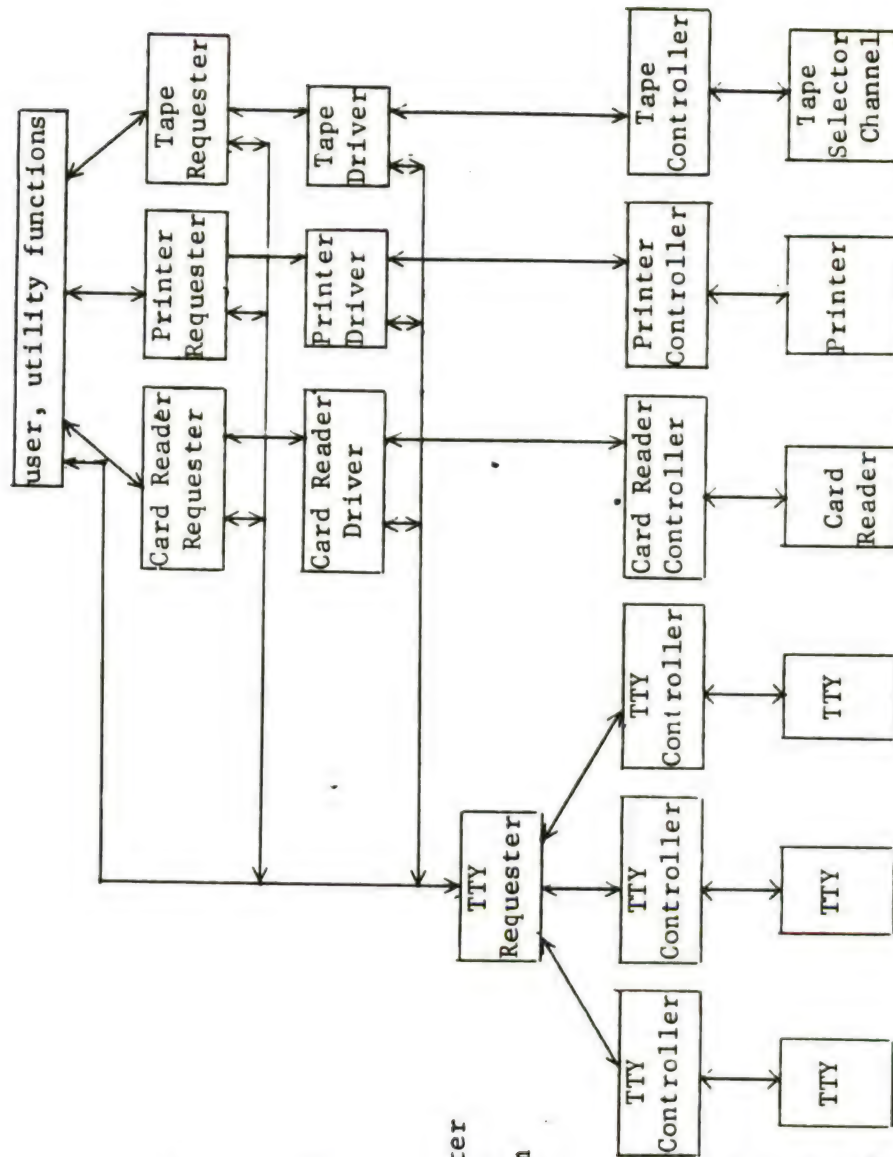 user, utility functions
Card Reader
Requester
Printer
Requester
Tape
Requester
Card Reader
Driver
Printer
Driver
Tape
Driver
TTY
Requester
TTY
Controller
TTY
Controller
TTY
Controller
Card Reader
Controller
Printer
Controller
Tape
Controller
TTY
TTY
TTY
Card
Reader
Printer
Tape
Selector
Channel